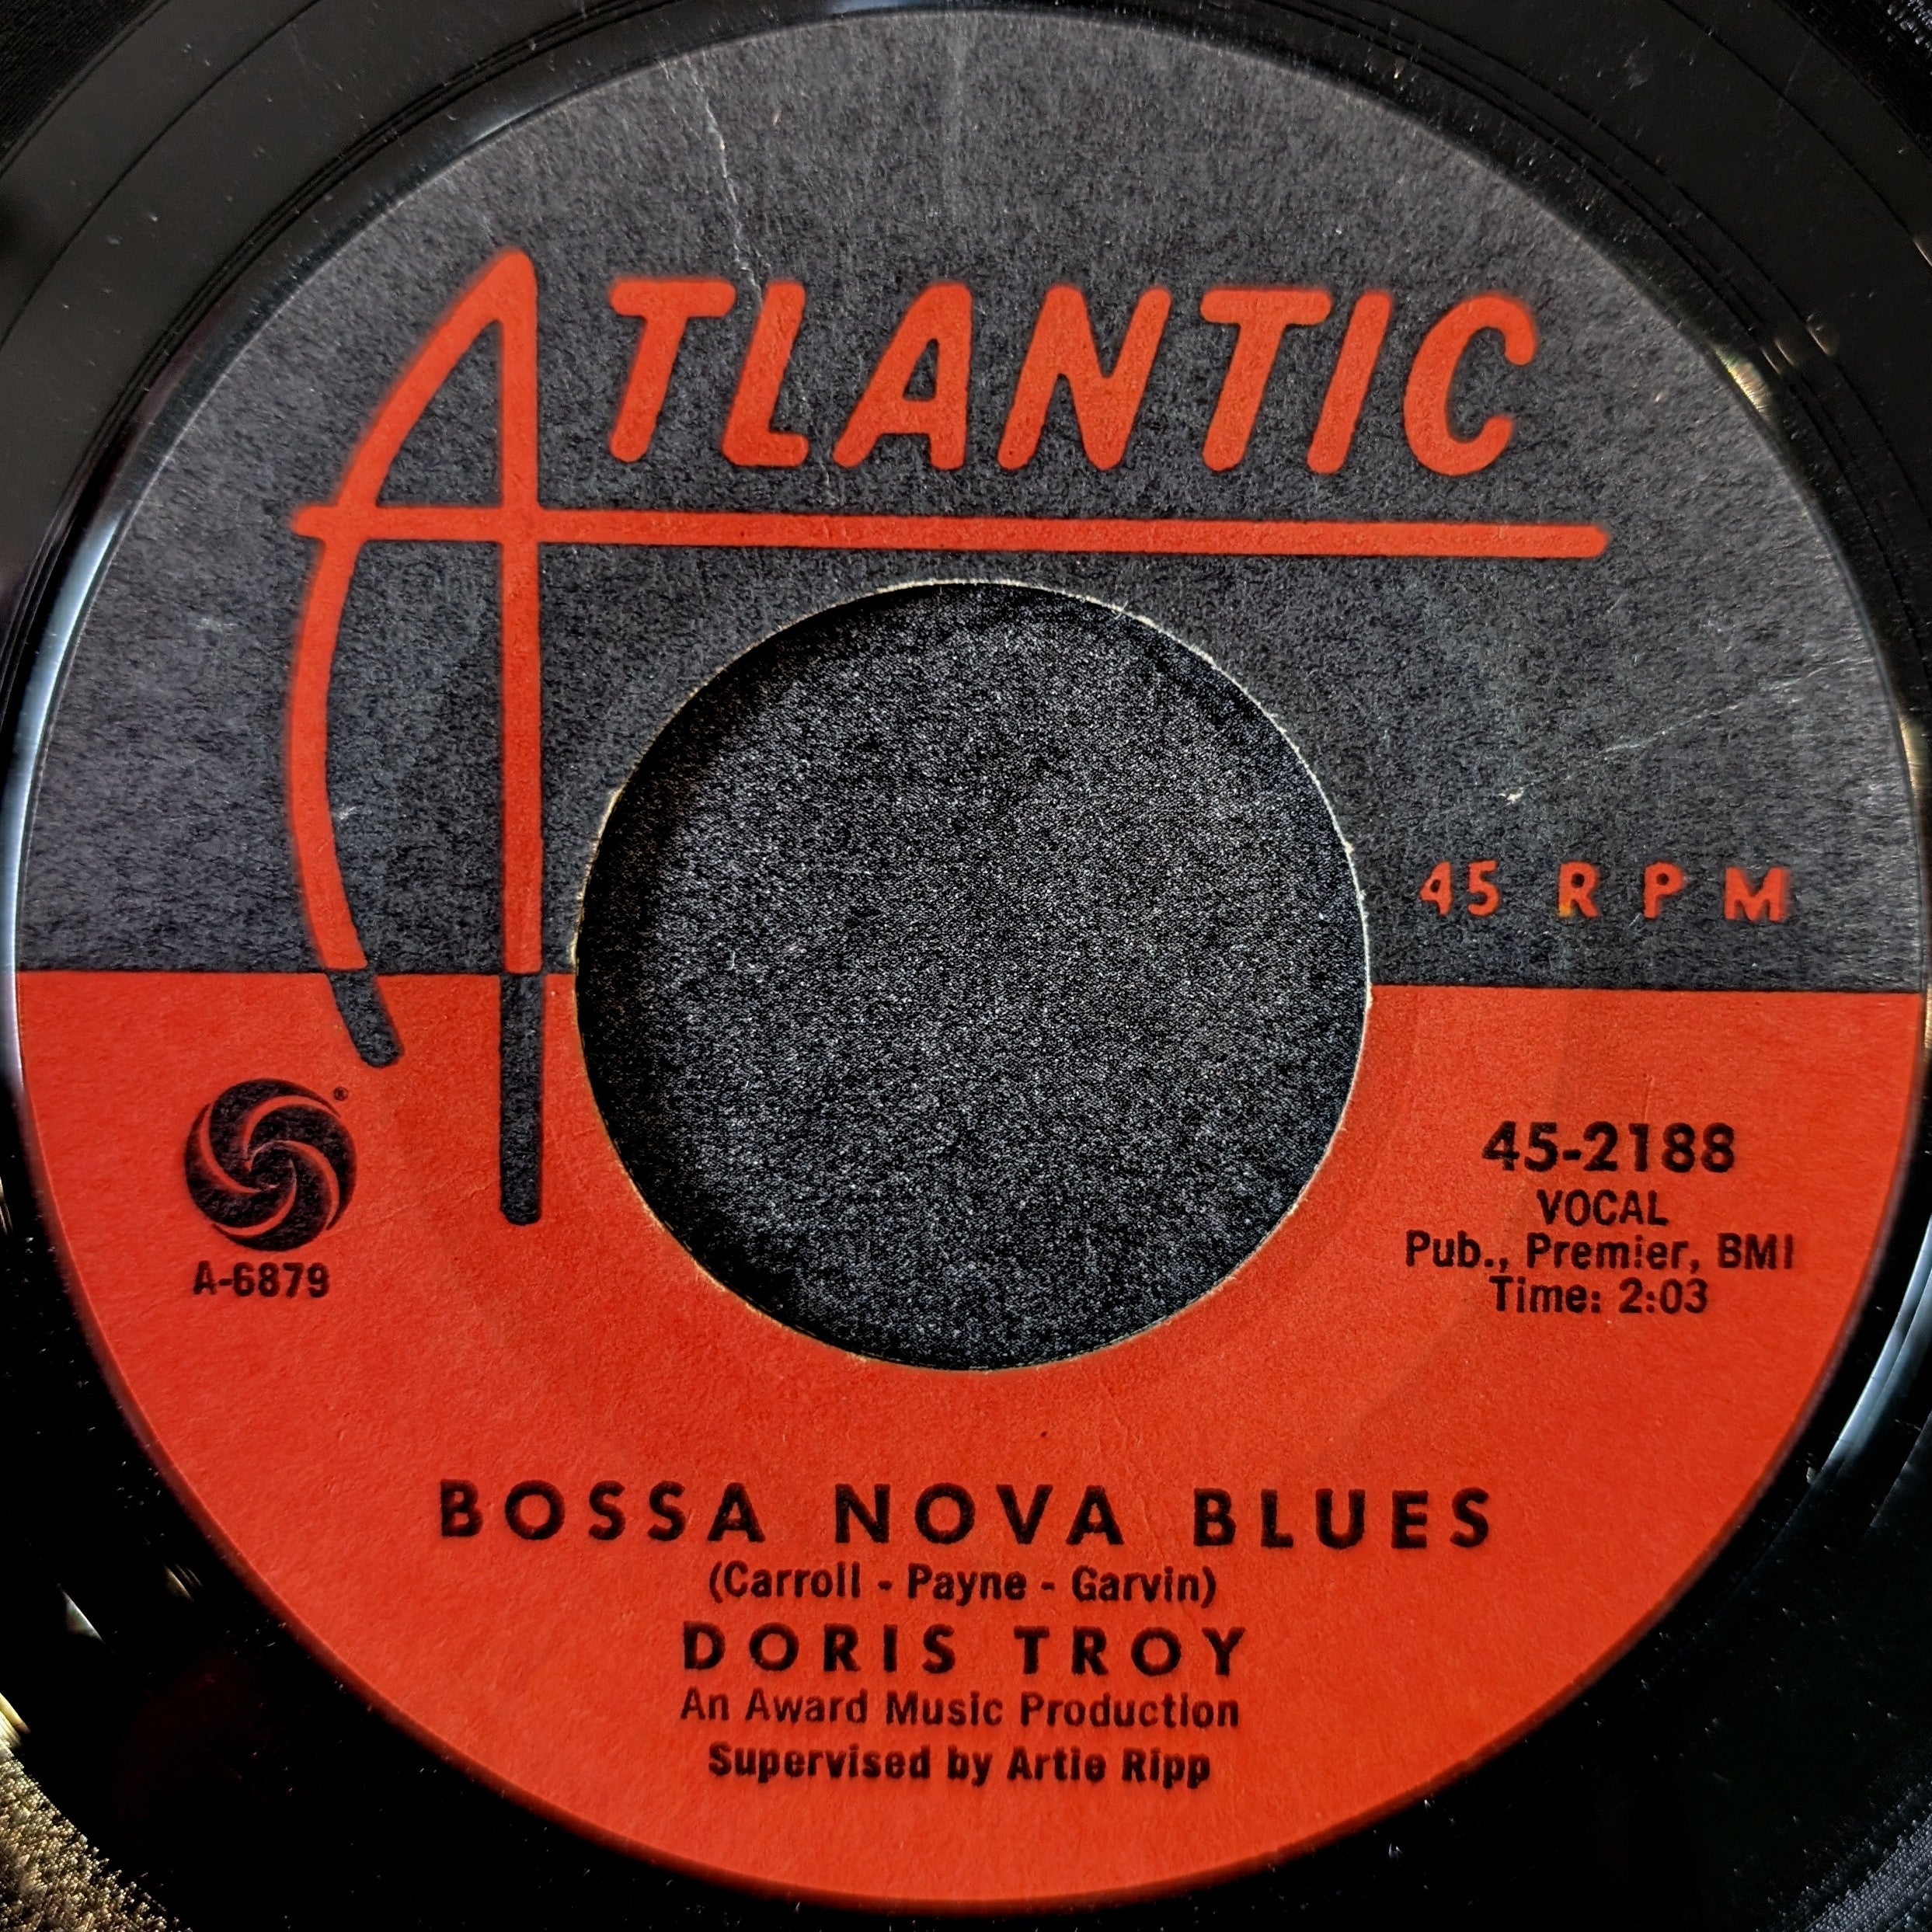 ATLANTIC
45 RPM
®
A-6879
45-2188
VOCAL
Pub., Premier, BMI
Time: 2:03
BOSSA NOVA BLUES
(Carroll - Payne - Garvin)
DORIS TROY
An Award Music Production
Supervised by Artie Ripp